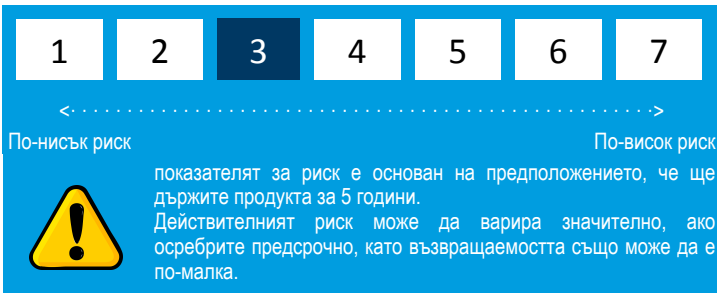 1 2 3 4 5 6 7
<· · · · · · · · · · · · · · · · · · · · · · · · · · · · · · · · · · · · · · · · · · · · · · · · · · · · · · · · · · · · · ·>
По-нисък риск По-висок риск
показателят за риск е основан на предположението, че ще
държите продукта за 5 години.
Действителният риск може да варира значително, ако
осребрите предсрочно, като възвращаемостта също може да е
по-малка.